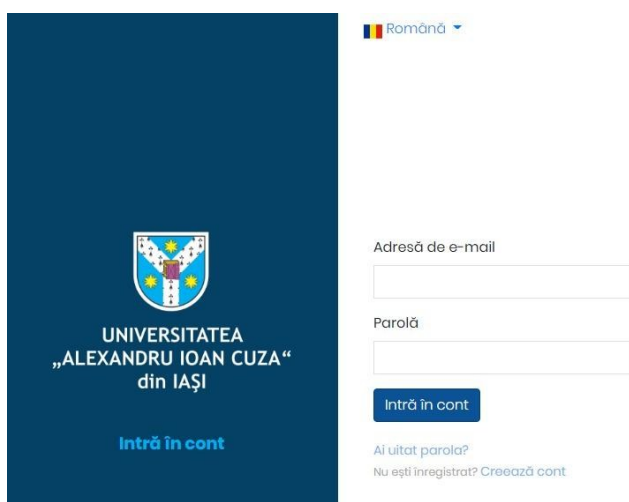 Română
UNIVERSITATEA
„ALEXANDRU IOAN CUZA“
din IAȘI
Intră în cont
Adresă de e-mail
Parolă
Intră în cont
Ai uitat parola?
Nu ești înregistrat? Creează cont